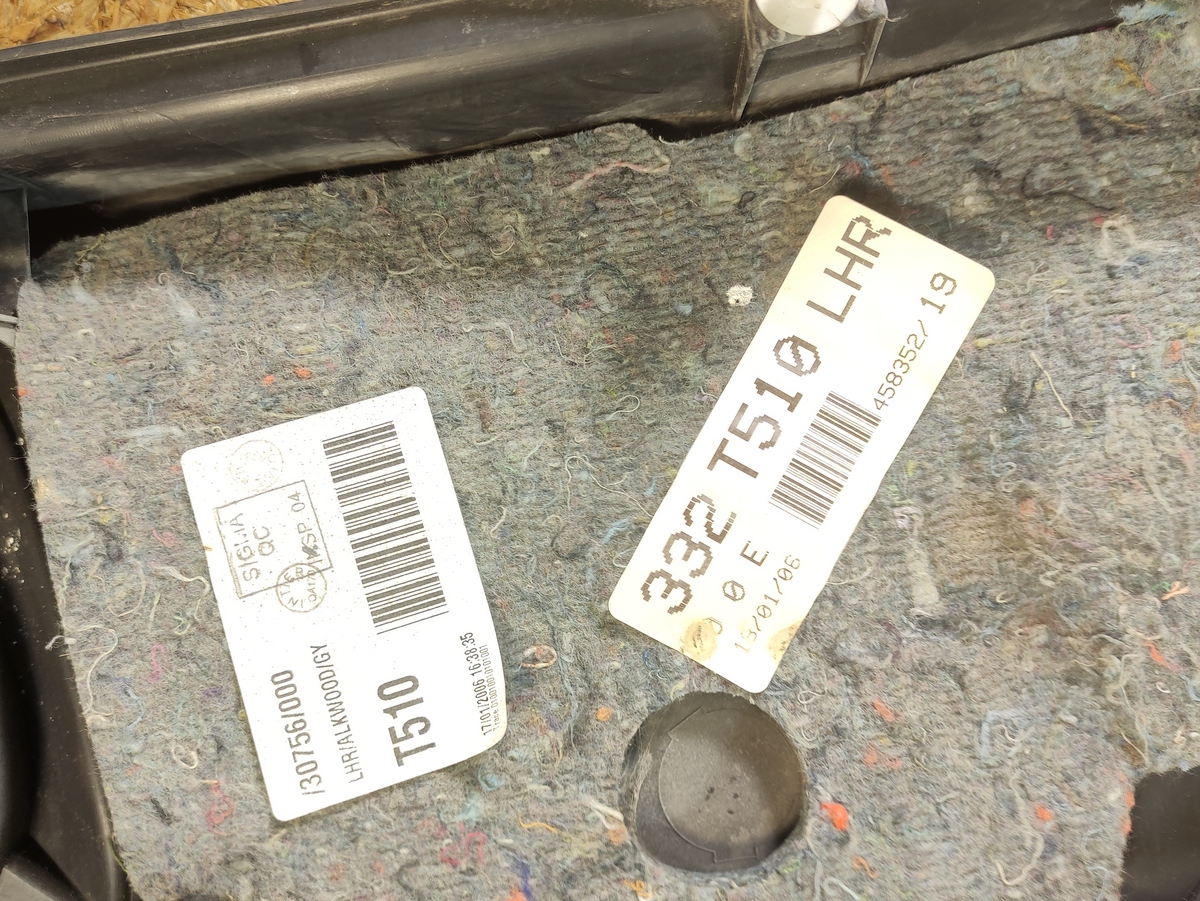 SIGMA
QC
SP 04
/30756/000
LHR/ALKWOOD/GY
T510
17/01/2006 16:38:35
332 T510 LHR
0 E
458352/ 19
13/01/06